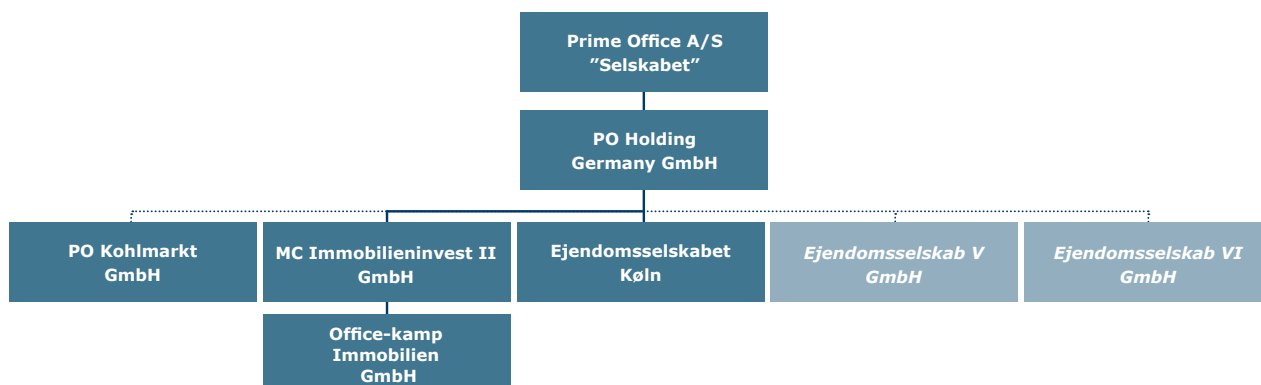 Prime Office A/S
”Selskabet”
PO Holding
Germany GmbH
PO Kohlmarkt
GmbH
MC Immobilieninvest II
GmbH
Ejendomsselskabet
Køln
Ejendomsselskab V
GmbH
Ejendomsselskab VI
GmbH
Office-kamp
Immobilien
GmbH